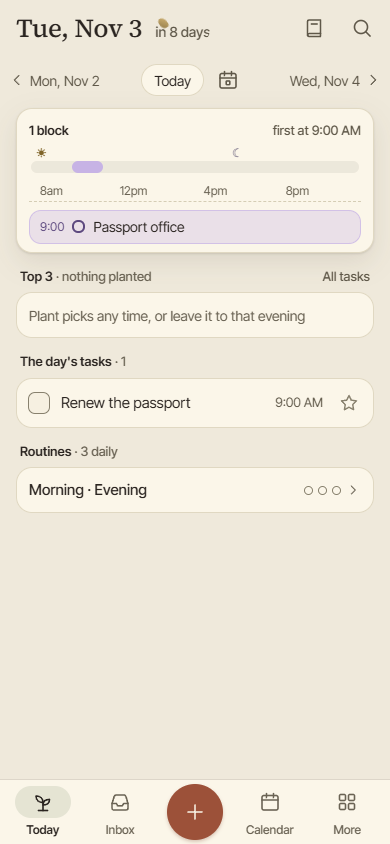 Tue, Nov 3 in 8 days
Mon, Nov 2 Today Wed, Nov 4
1 block first at 9:00 AM
8am 12pm 4pm 8pm
9:00 Passport office
Top 3 · nothing planted All tasks
Plant picks any time, or leave it to that evening
The day's tasks · 1
Renew the passport 9:00 AM
Routines · 3 daily
Morning · Evening
Today Inbox Calendar More